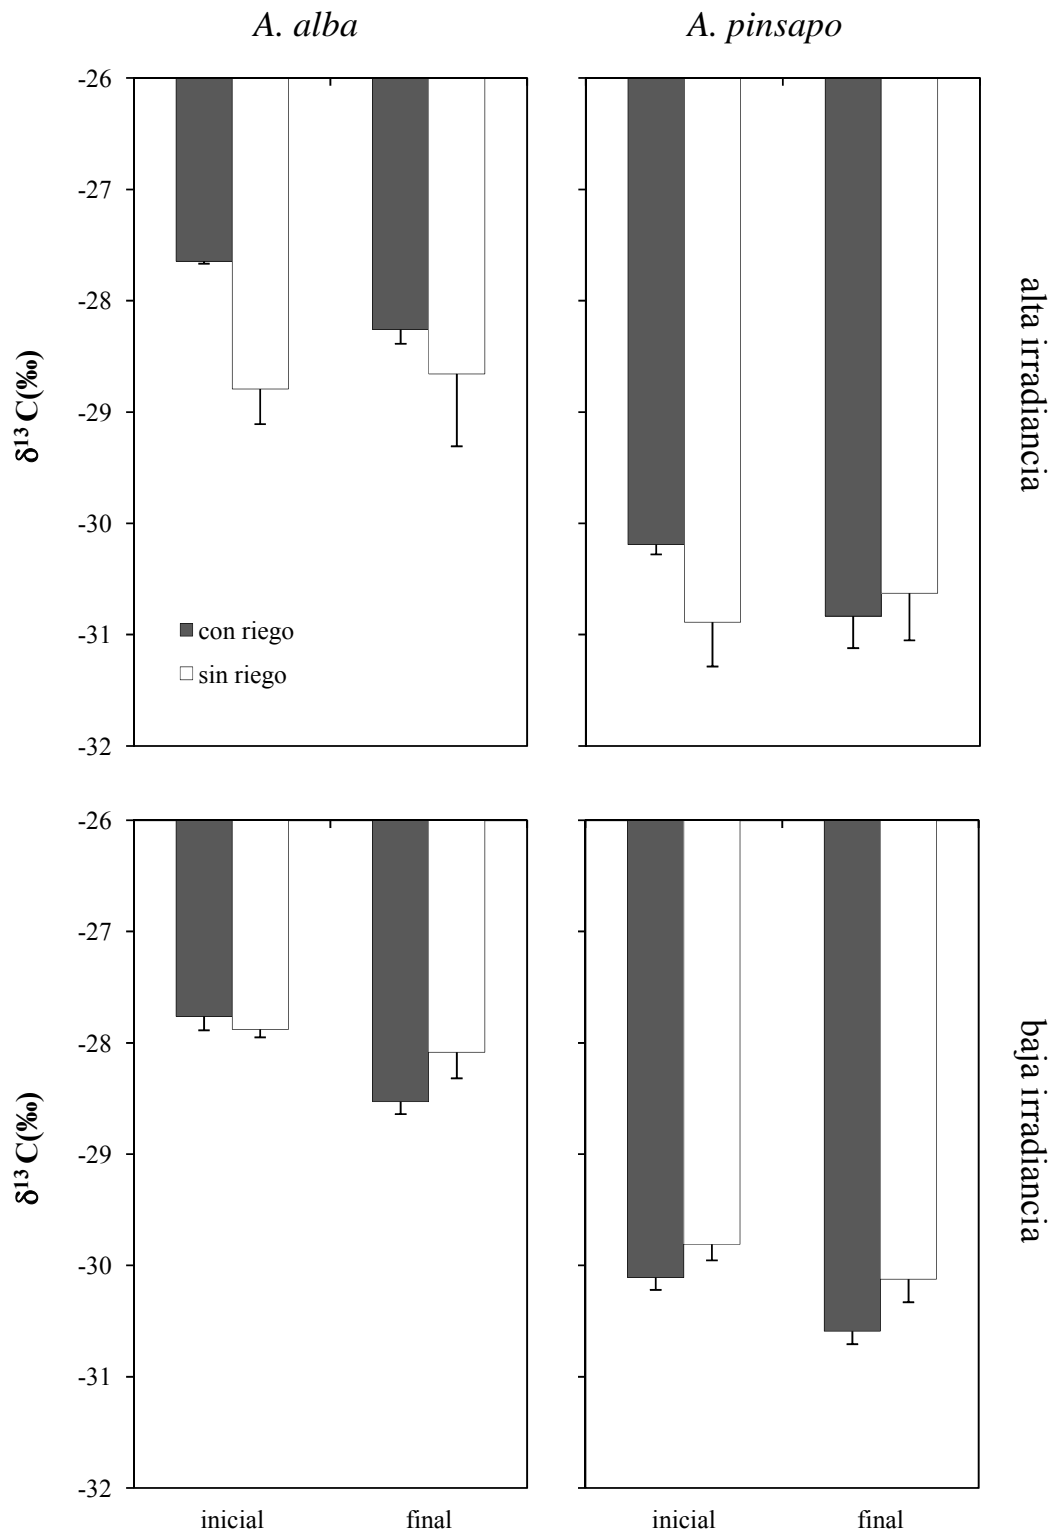 A. alba
A. pinsapo
-26
-27
-28
-29
-30
-31
-32
δ¹³C(‰)
con riego
sin riego
alta irradiancia
-26
-27
-28
-29
-30
-31
-32
δ¹³C(‰)
baja irradiancia
inicial final inicial final